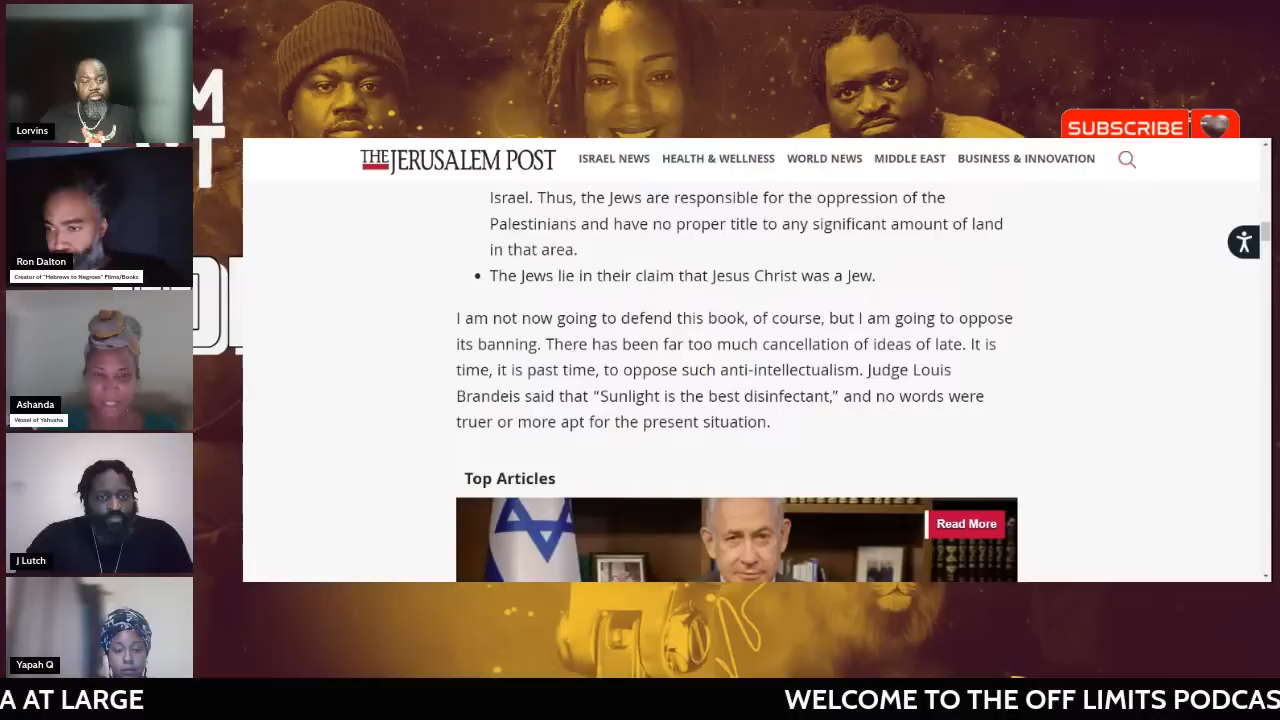 Lorvins
Ron Dalton
Creator of "Hebrews to Negroes" Films/Books
Ashanda
Vessel of Yahusha
J Lutch
Yapah Q
SUBSCRIBE
THE JERUSALEM POST
ISRAEL NEWS HEALTH & WELLNESS WORLD NEWS MIDDLE EAST BUSINESS & INNOVATION
Israel. Thus, the Jews are responsible for the oppression of the
Palestinians and have no proper title to any significant amount of land
in that area.
• The Jews lie in their claim that Jesus Christ was a Jew.
I am not now going to defend this book, of course, but I am going to oppose
its banning. There has been far too much cancellation of ideas of late. It is
time, it is past time, to oppose such anti-intellectualism. Judge Louis
Brandeis said that “Sunlight is the best disinfectant,” and no words were
truer or more apt for the present situation.
Top Articles
Read More
A AT LARGE WELCOME TO THE OFF LIMITS PODCAS